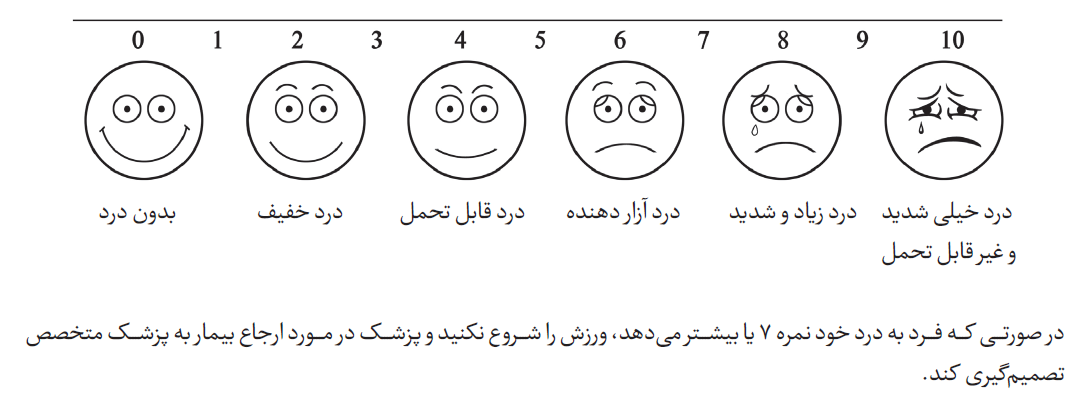 0 1 2 3 4 5 6 7 8 9 10
بدون درد درد خفیف درد قابل تحمل درد آزار دهنده درد زیاد و شدید درد خیلی شدید
و غیر قابل تحمل
در صورتی که فرد به درد خود نمره ۷ یا بیشتر می‌دهد، ورزش را شروع نکنید و پزشک در مورد ارجاع بیمار به پزشک متخصص
تصمیم‌گیری کند.